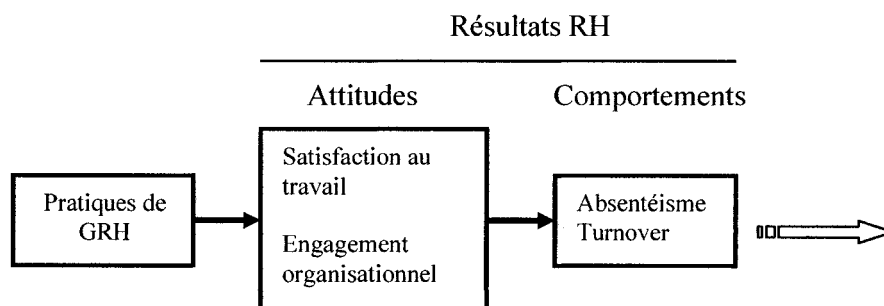 Résultats RH
Attitudes
Comportements
Pratiques de
GRH
Satisfaction au
travail
Engagement
organisationnel
Absentéisme
Turnover